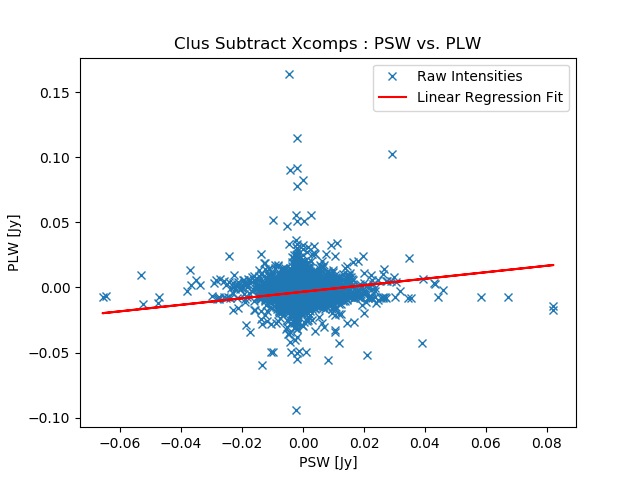 Clus Subtract Xcomps : PSW vs. PLW
Raw Intensities
Linear Regression Fit
PLW [Jy]
0.15
0.10
0.05
0.00
−0.05
−0.10
−0.06
−0.04
−0.02
0.00
0.02
0.04
0.06
0.08
PSW [Jy]